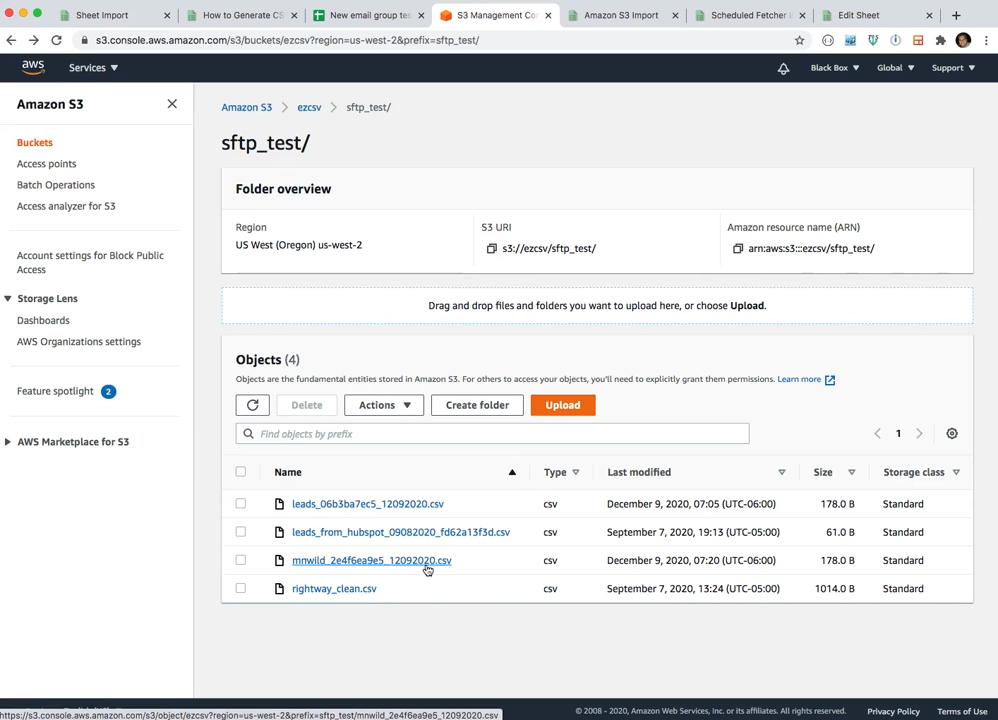 Sheet Import
How to Generate CS
New email group tes
S3 Management Co
Amazon S3 Import
Scheduled Fetcher I
Edit Sheet
s3.console.aws.amazon.com/s3/buckets/ezcsv?region=us-west-2&prefix=sftp_test/
aws
Services
Black Box
Global
Support
Amazon S3
Buckets
Access points
Batch Operations
Access analyzer for S3
Account settings for Block Public
Access
Storage Lens
Dashboards
AWS Organizations settings
Feature spotlight 2
AWS Marketplace for S3
Amazon S3 > ezcsv > sftp_test/
sftp_test/
Folder overview
Region
US West (Oregon) us-west-2
S3 URI
s3://ezcsv/sftp_test/
Amazon resource name (ARN)
arn:aws:s3:::ezcsv/sftp_test/
Drag and drop files and folders you want to upload here, or choose Upload.
Objects (4)
Objects are the fundamental entities stored in Amazon S3. For others to access your objects, you'll need to explicitly grant them permissions. Learn more
Delete
Actions
Create folder
Upload
Find objects by prefix
1
Name Type Last modified Size Storage class
leads_06b3ba7ec5_12092020.csv csv December 9, 2020, 07:05 (UTC-06:00) 178.0 B Standard
leads_from_hubspot_09082020_fd62a13f3d.csv csv September 7, 2020, 19:13 (UTC-05:00) 61.0 B Standard
mnwild_2e4f6ea9e5_12092020.csv csv December 9, 2020, 07:20 (UTC-06:00) 178.0 B Standard
rightway_clean.csv csv September 7, 2020, 13:24 (UTC-05:00) 1014.0 B Standard
https://s3.console.aws.amazon.com/s3/object/ezcsv?region=us-west-2&prefix=sftp_test/mnwild_2e4f6ea9e5_12092020.csv
© 2008 - 2020, Amazon Web Services, Inc. or its affiliates. All rights reserved.
Privacy Policy
Terms of Use